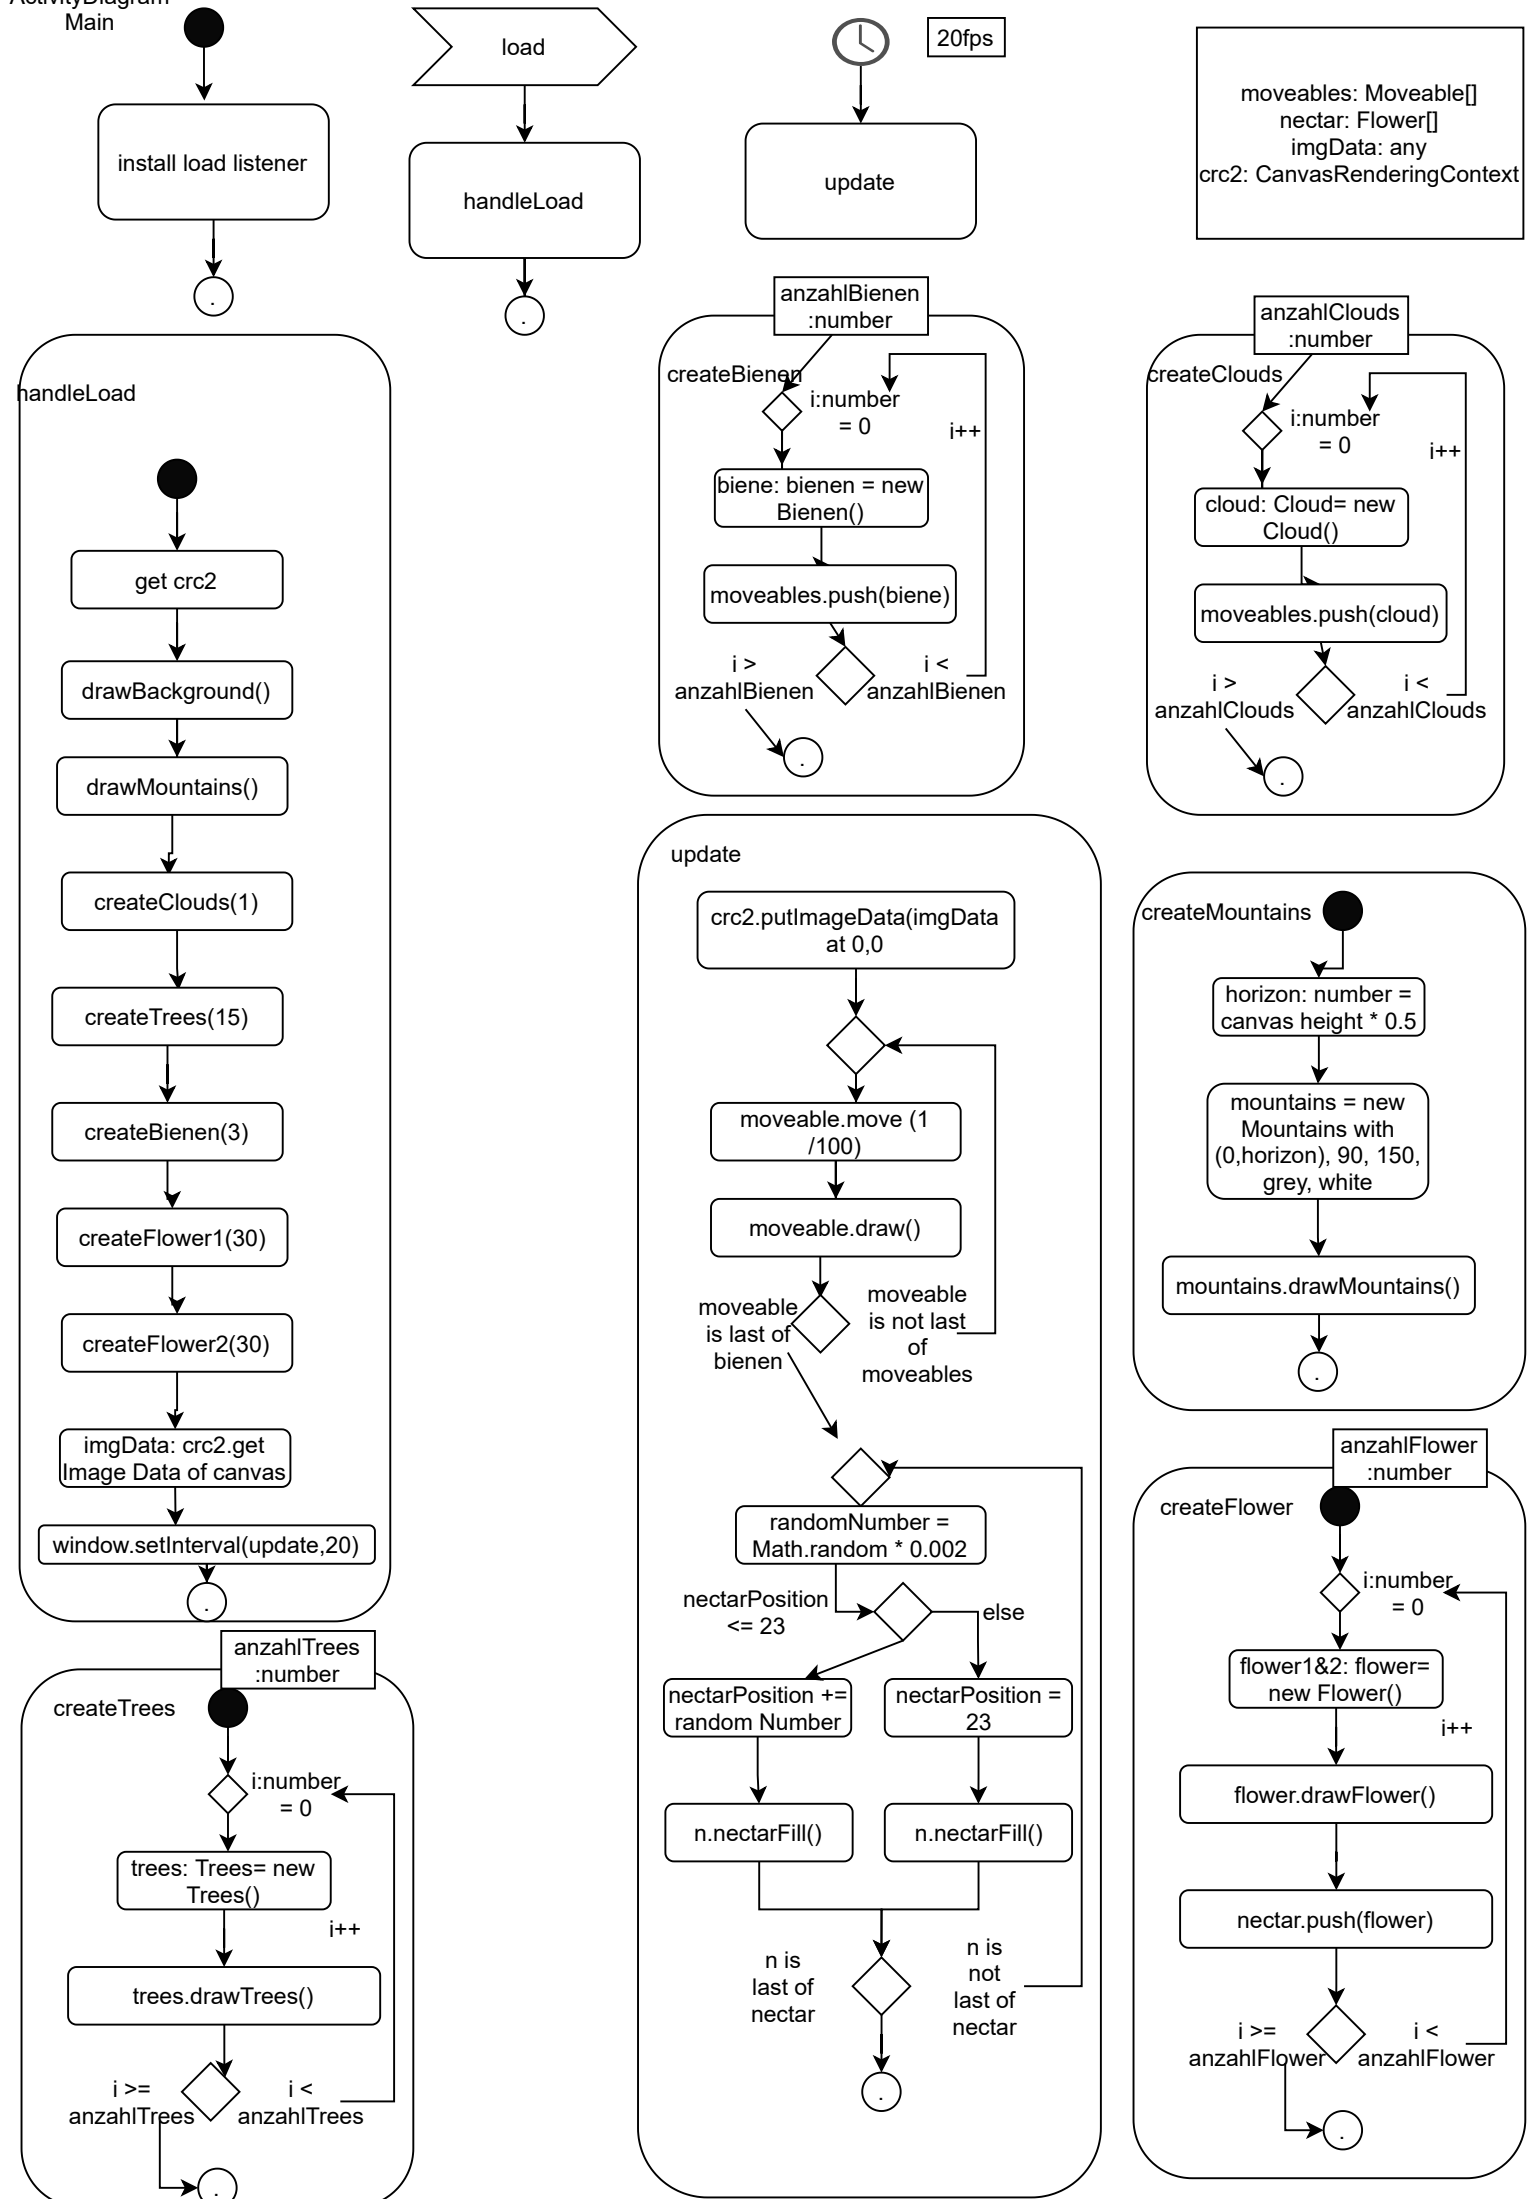 ActivityDiagram
Main
install load listener
.
load
handleLoad
.
20fps
update
moveables: Moveable[]
nectar: Flower[]
imgData: any
crc2: CanvasRenderingContext
handleLoad
get crc2
drawBackground()
drawMountains()
createClouds(1)
createTrees(15)
createBienen(3)
createFlower1(30)
createFlower2(30)
imgData: crc2.get
Image Data of canvas
window.setInterval(update,20)
.
anzahlTrees
:number
createTrees
i:number
= 0
trees: Trees= new
Trees()
i++
trees.drawTrees()
i >=
anzahlTrees
i <
anzahlTrees
.
anzahlBienen
:number
createBienen
i:number
= 0
i++
biene: bienen = new
Bienen()
moveables.push(biene)
i >
anzahlBienen
i <
anzahlBienen
.
update
crc2.putImageData(imgData
at 0,0
moveable.move (1
/100)
moveable.draw()
moveable
is last of
bienen
moveable
is not last
of
moveables
randomNumber =
Math.random * 0.002
nectarPosition
<= 23
else
nectarPosition +=
random Number
nectarPosition =
23
n.nectarFill()
n.nectarFill()
n is
last of
nectar
n is
not
last of
nectar
.
anzahlClouds
:number
createClouds
i:number
= 0
i++
cloud: Cloud= new
Cloud()
moveables.push(cloud)
i >
anzahlClouds
i <
anzahlClouds
.
createMountains
horizon: number =
canvas height * 0.5
mountains = new
Mountains with
(0,horizon), 90, 150,
grey, white
mountains.drawMountains()
.
anzahlFlower
:number
createFlower
i:number
= 0
flower1&2: flower=
new Flower()
i++
flower.drawFlower()
nectar.push(flower)
i >=
anzahlFlower
i <
anzahlFlower
.